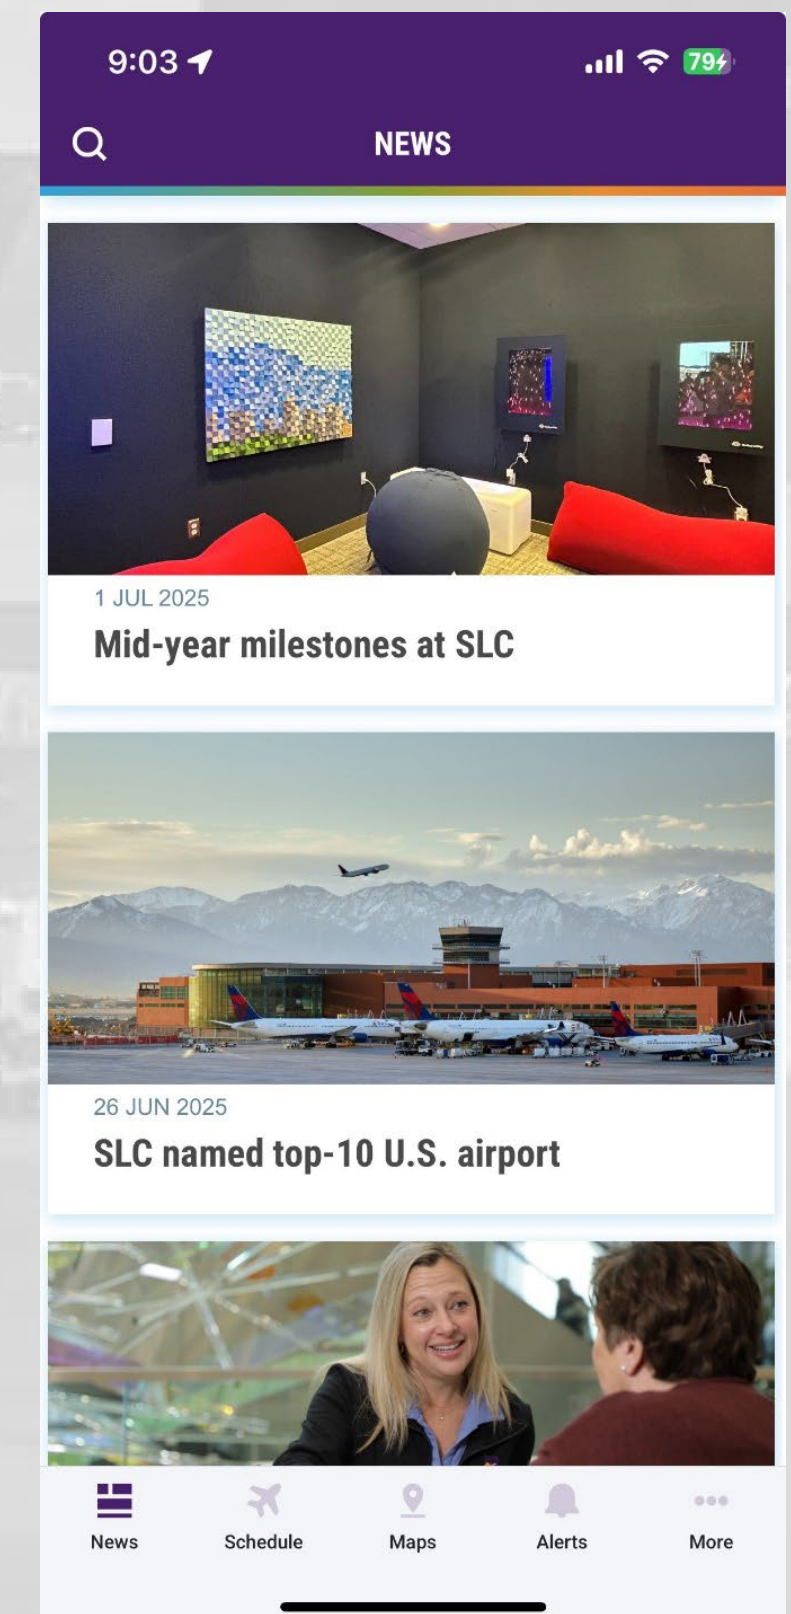 9:03
79
NEWS
1 JUL 2025
Mid-year milestones at SLC
26 JUN 2025
SLC named top-10 U.S. airport
News
Schedule
Maps
Alerts
More